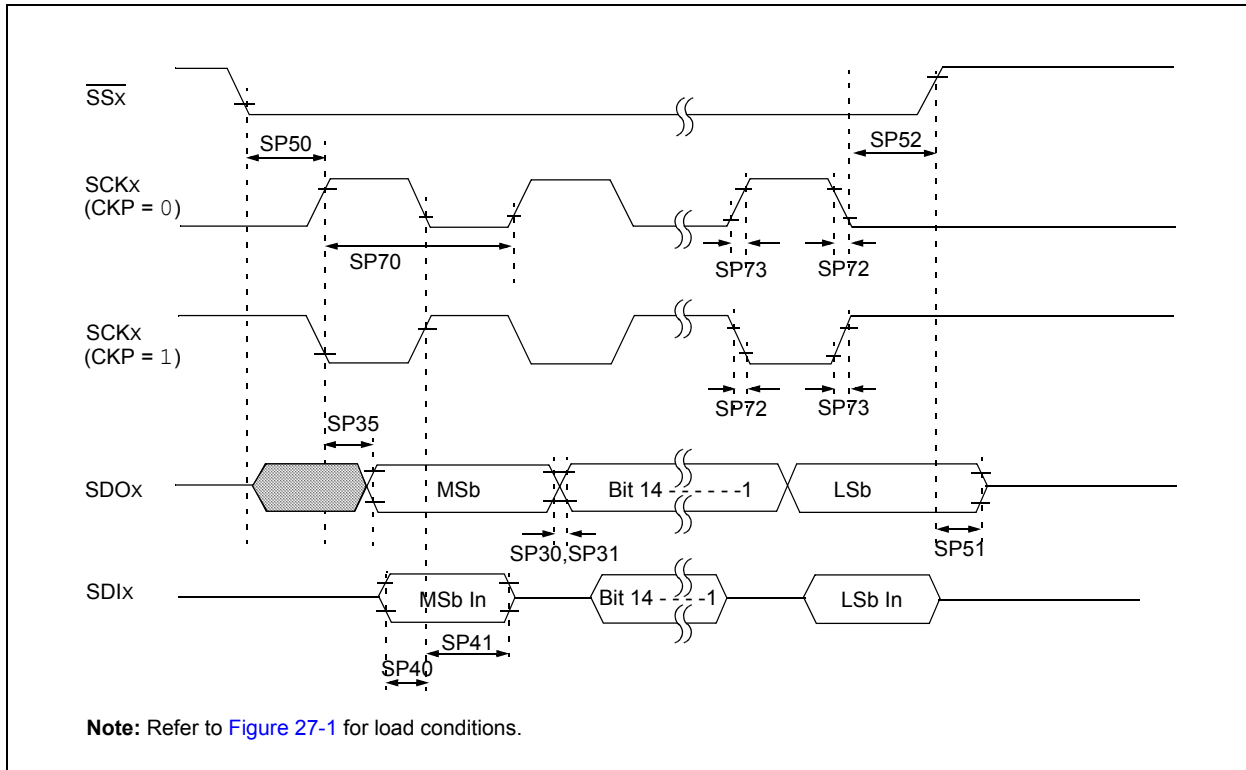 SSx
SP50
SP52
SCKx
(CKP = 0)
SP70
SP73
SP72
SCKx
(CKP = 1)
SP72
SP73
SP35
SDOx
MSb
Bit 14 - - - - - -1
LSb
SP30,SP31
SP51
SDIx
MSb In
Bit 14 - - - -1
LSb In
SP41
SP40
Note: Refer to Figure 27-1 for load conditions.